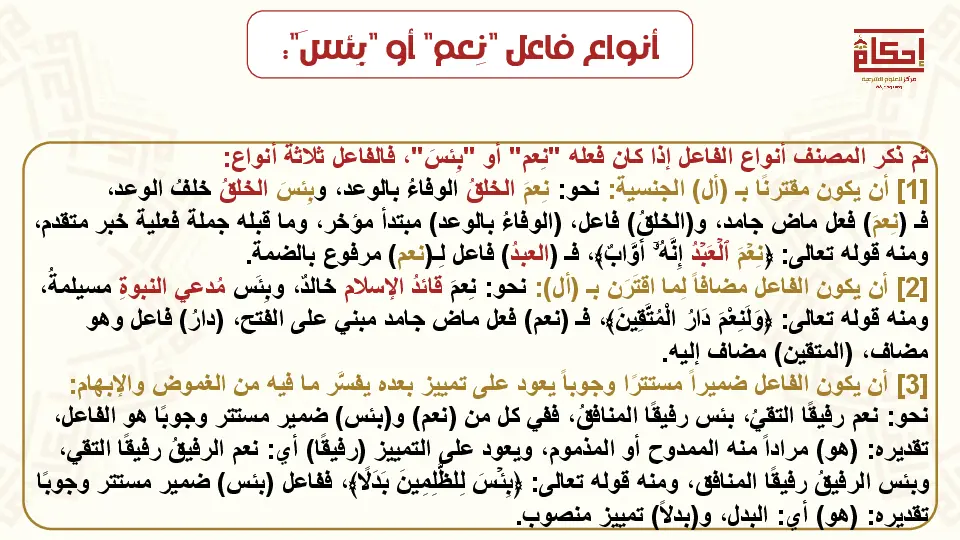 أنواع فاعل "نِعم" أو "بِئسَ":
إحكام
مركز للعلوم الشرعية
ثم ذكر المصنف أنواع الفاعل إذا كان فعله "نِعم" أو "بِئسَ"، فالفاعل ثلاثة أنواع:
[1] أن يكون مقترنًا بـ (أل) الجنسية: نحو: نِعمَ الخلقُ الوفاءُ بالوعد، وبِئسَ الخلقُ خلفُ الوعد،
فـ (نِعمَ) فعل ماض جامد، و(الخلقُ) فاعل، (الوفاءُ بالوعد) مبتدأ مؤخر، وما قبله جملة فعلية خبر متقدم،
ومنه قوله تعالى: ﴿نِعۡمَ ٱلۡعَبۡدُ إِنَّهُۥٓ أَوَّابٌ﴾، فـ (العبدُ) فاعل لِـ(نعم) مرفوع بالضمة.
[2] أن يكون الفاعل مضافاً لِما اقتَرَن بـ (أل): نحو: نِعمَ قائدُ الإسلام خالدٌ، وبِئَس مُدعي النبوةِ مسيلمةُ،
ومنه قوله تعالى: ﴿وَلَنِعْمَ دَارُ الْمُتَّقِينَ﴾، فـ (نعم) فعل ماض جامد مبني على الفتح، (دارُ) فاعل وهو
مضاف، (المتقين) مضاف إليه.
[3] أن يكون الفاعل ضميراً مستترًا وجوباً يعود على تمييز بعده يفسَّر ما فيه من الغموض والإبهام:
نحو: نعم رفيقًا التقيُ، بئس رفيقًا المنافقُ، ففي كل من (نعم) و(بئس) ضمير مستتر وجوبًا هو الفاعل،
تقديره: (هو) مراداً منه الممدوح أو المذموم، ويعود على التمييز (رفيقًا) أي: نعم الرفيقُ رفيقًا التقي،
وبئس الرفيقُ رفيقًا المنافق، ومنه قوله تعالى: ﴿بِئۡسَ لِلظَّٰلِمِينَ بَدَلًا﴾، ففاعل (بئس) ضمير مستتر وجوبًا
تقديره: (هو) أي: البدل، و(بدلاً) تمييز منصوب.